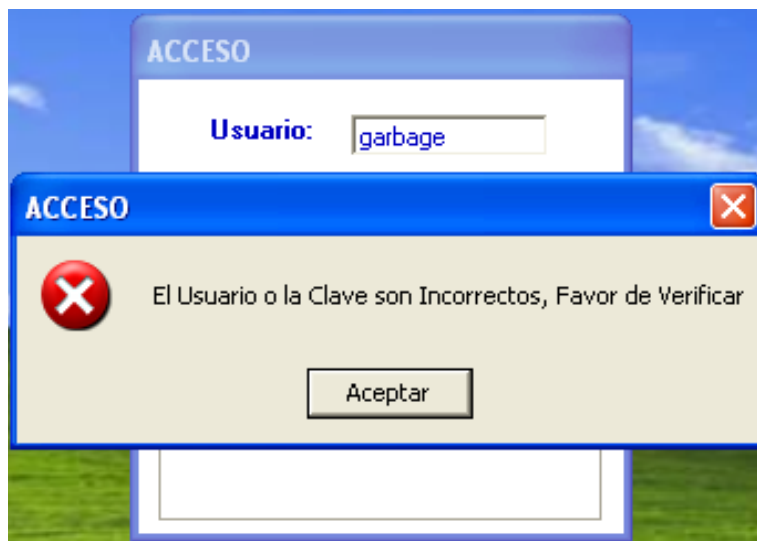 ACCESO
Usuario: garbage
ACCESO
El Usuario o la Clave son Incorrectos, Favor de Verificar
Aceptar